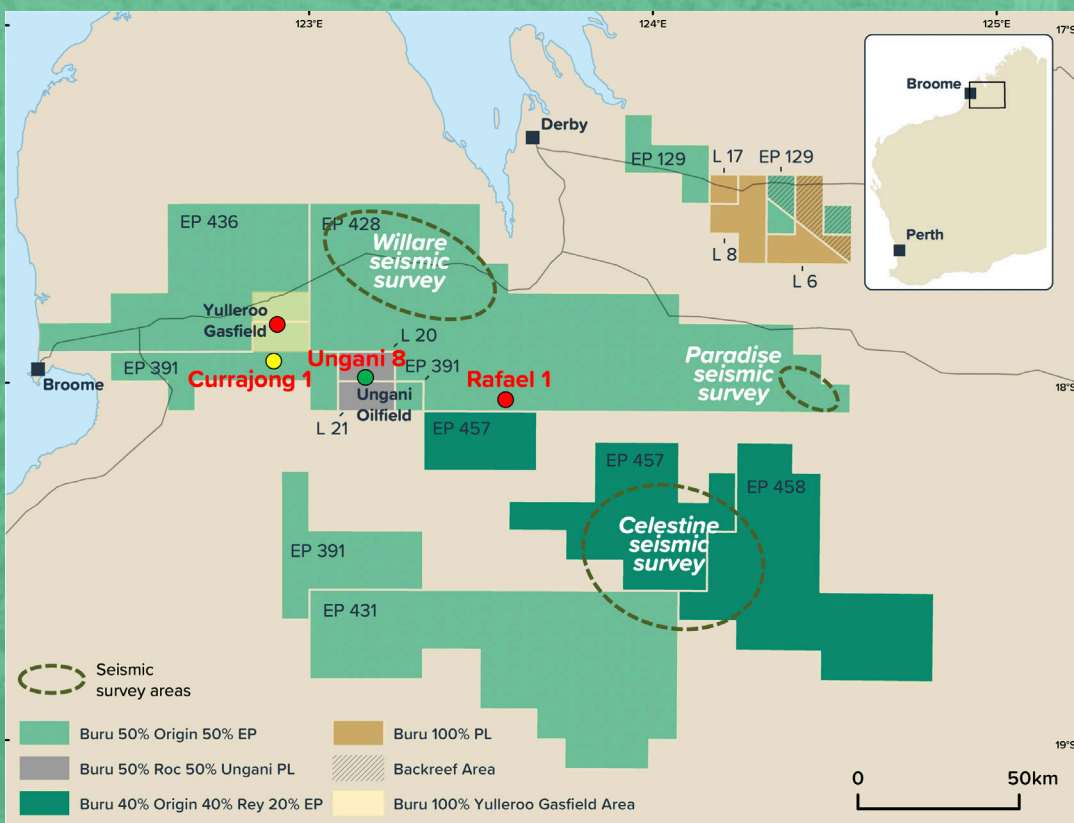 123°E
124°E
125°E
17°S
Broome
Perth
Derby
EP 129
L 17
EP 129
L 8
L 6
EP 436
EP 428
Willare
seismic
survey
Yulleroo
Gasfield
L 20
EP 391
Ungani 8
EP 391
Currajong 1
Rafael 1
Paradise
seismic
survey
18°S
Broome
Ungani
Oilfield
L 21
EP 457
EP 457
EP 458
Celestine
seismic
survey
EP 391
EP 431
Seismic
survey areas
Buru 50% Origin 50% EP
Buru 50% Roc 50% Ungani PL
Buru 40% Origin 40% Rey 20% EP
Buru 100% PL
Backreef Area
Buru 100% Yulleroo Gasfield Area
19°S
0
50km